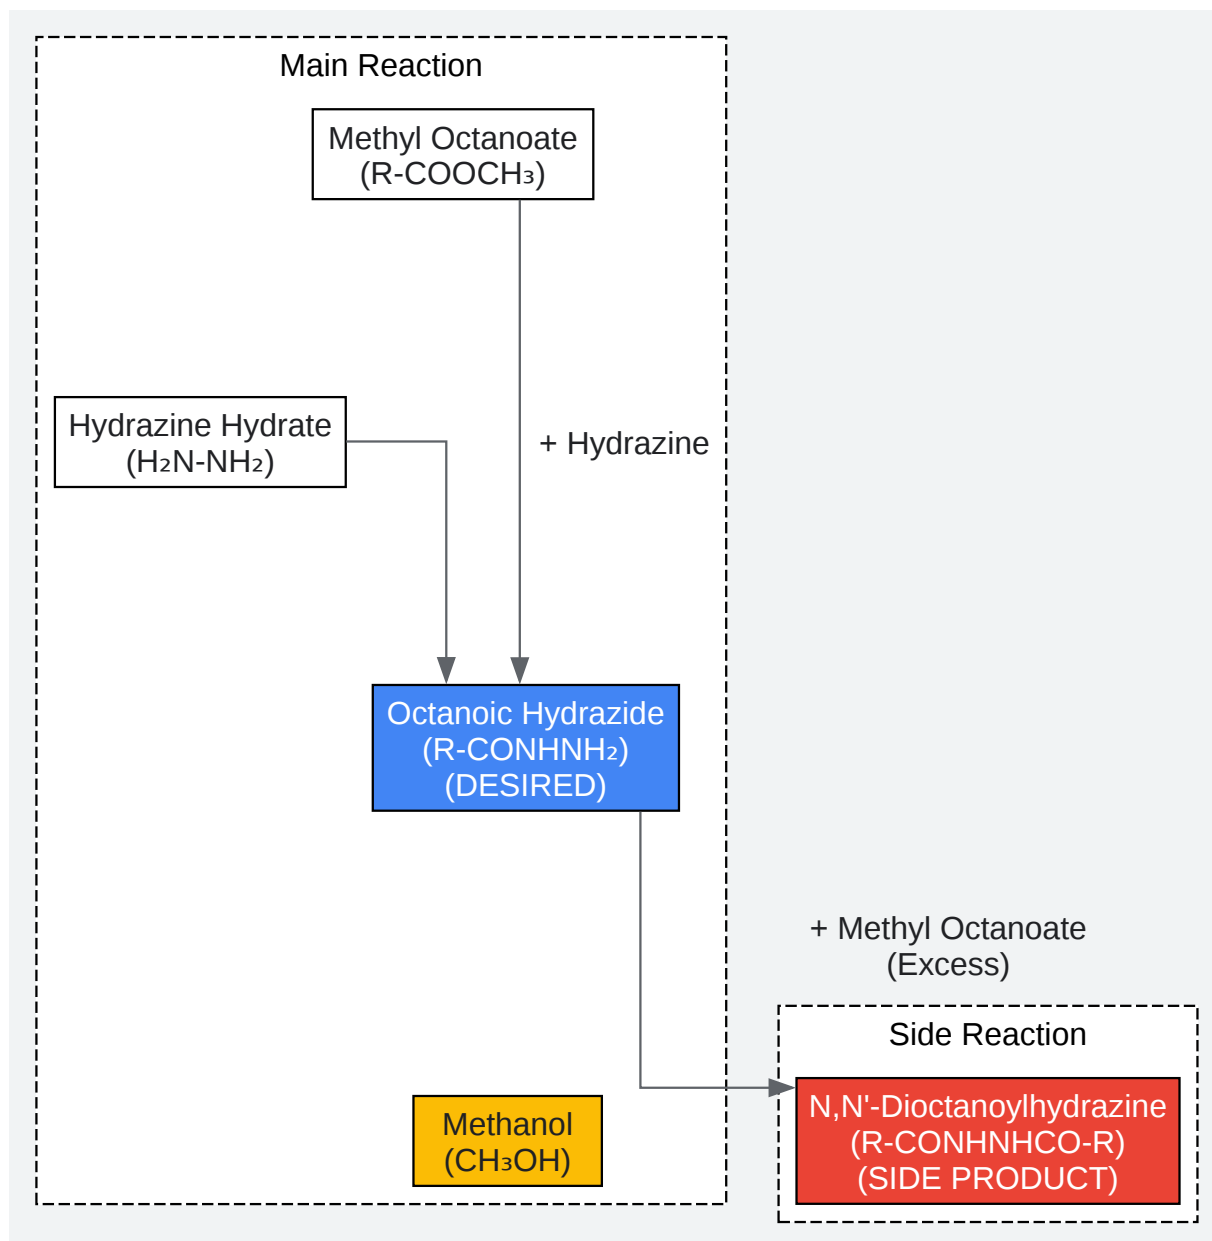 Main Reaction
Methyl Octanoate
(R-COOCH₃)
Hydrazine Hydrate
(H₂N-NH₂)
+ Hydrazine
Octanoic Hydrazide
(R-CONHNH₂)
(DESIRED)
+ Methyl Octanoate
(Excess)
Side Reaction
N,N'-Dioctanoylhydrazine
(R-CONHNHCO-R)
(SIDE PRODUCT)
Methanol
(CH₃OH)